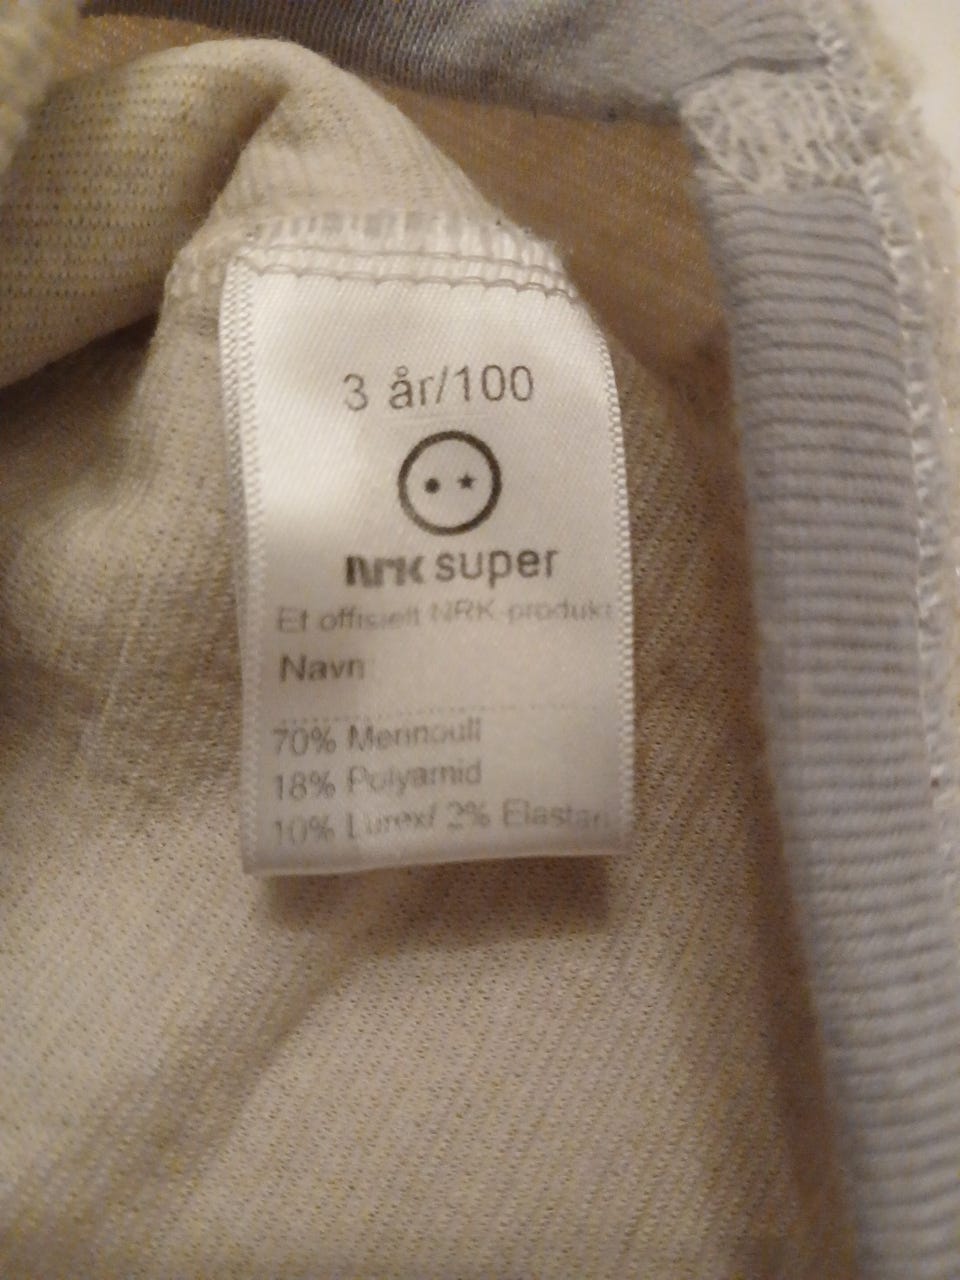 3 år/100
nrk super
Et offisielt NRK-produkt
Navn
70% Merinoull
18% Polyamid
10% Lurex/ 2% Elastan